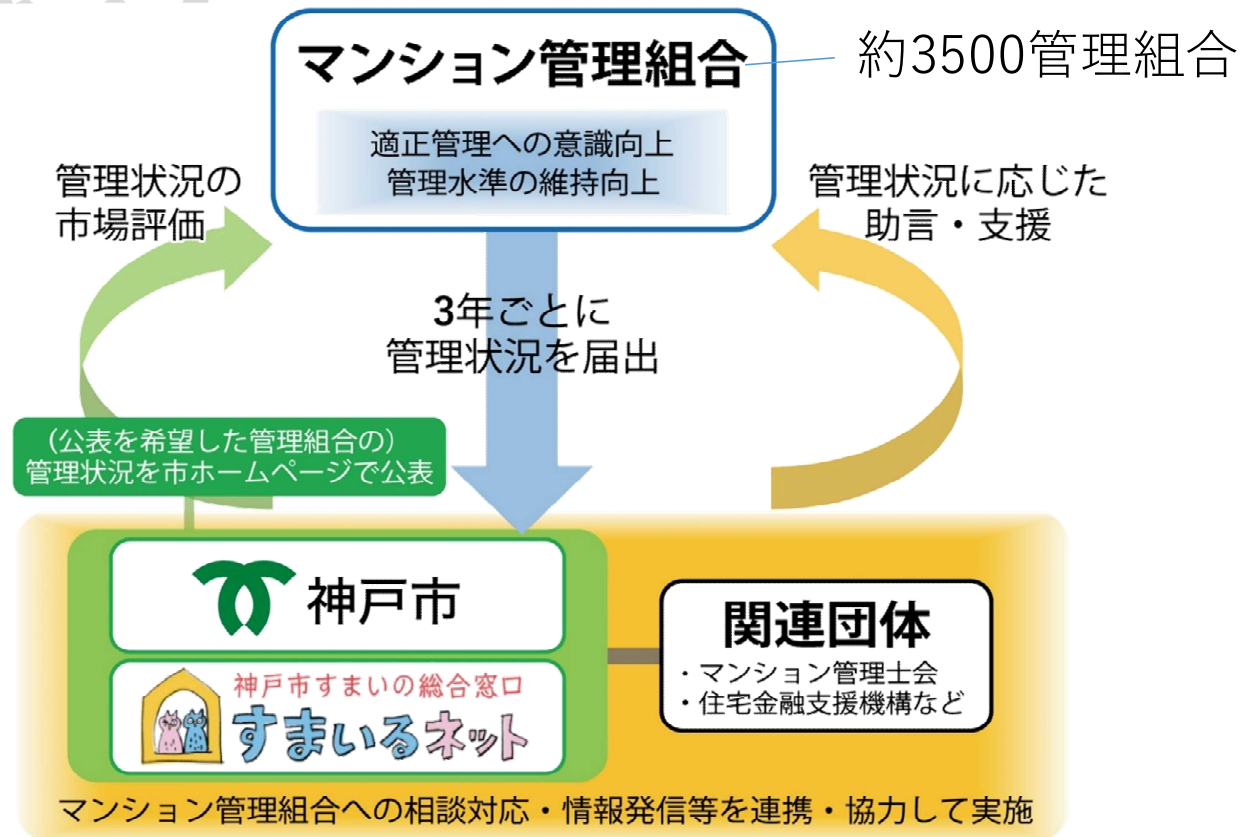 マンション管理組合
約3500管理組合
適正管理への意識向上
管理水準の維持向上
管理状況の
市場評価
管理状況に応じた
助言・支援
3年ごとに
管理状況を届出
（公表を希望した管理組合の）
管理状況を市ホームページで公表
神戸市
神戸市すまいの総合窓口
すまいるネット
関連団体
・マンション管理士会
・住宅金融支援機構など
マンション管理組合への相談対応・情報発信等を連携・協力して実施